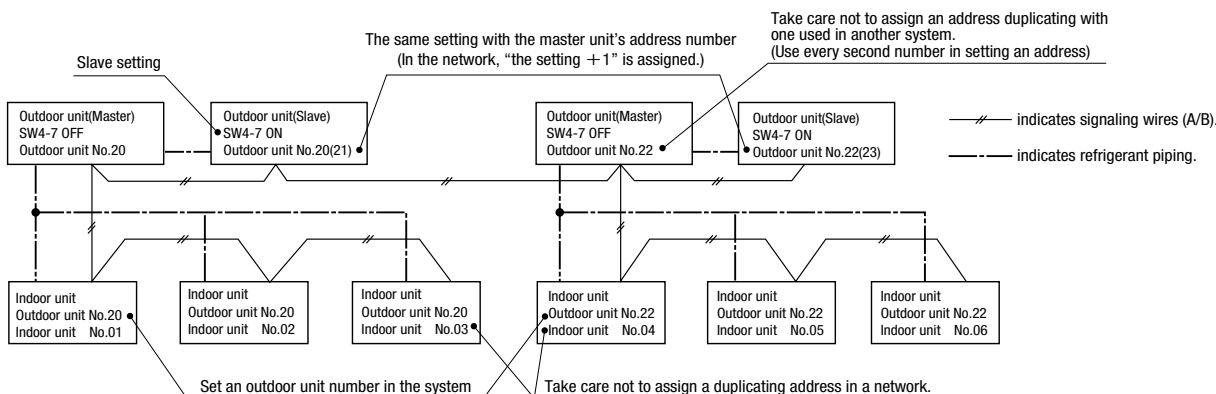 Take care not to assign an address duplicating with
one used in another system.
(Use every second number in setting an address)
The same setting with the master unit's address number
(In the network, "the setting +1" is assigned.)
Slave setting
Outdoor unit(Master)
SW4-7 OFF
Outdoor unit No.20
Outdoor unit(Slave)
SW4-7 ON
Outdoor unit No.20(21)
Outdoor unit(Master)
SW4-7 OFF
Outdoor unit No.22
Outdoor unit(Slave)
SW4-7 ON
Outdoor unit No.22(23)
indicates signaling wires (A/B).
indicates refrigerant piping.
Indoor unit
Outdoor unit No.20
Indoor unit No.01
Indoor unit
Outdoor unit No.20
Indoor unit No.02
Indoor unit
Outdoor unit No.20
Indoor unit No.03
Indoor unit
Outdoor unit No.22
Indoor unit No.04
Indoor unit
Outdoor unit No.22
Indoor unit No.05
Indoor unit
Outdoor unit No.22
Indoor unit No.06
Set an outdoor unit number in the system
Take care not to assign a duplicating address in a network.